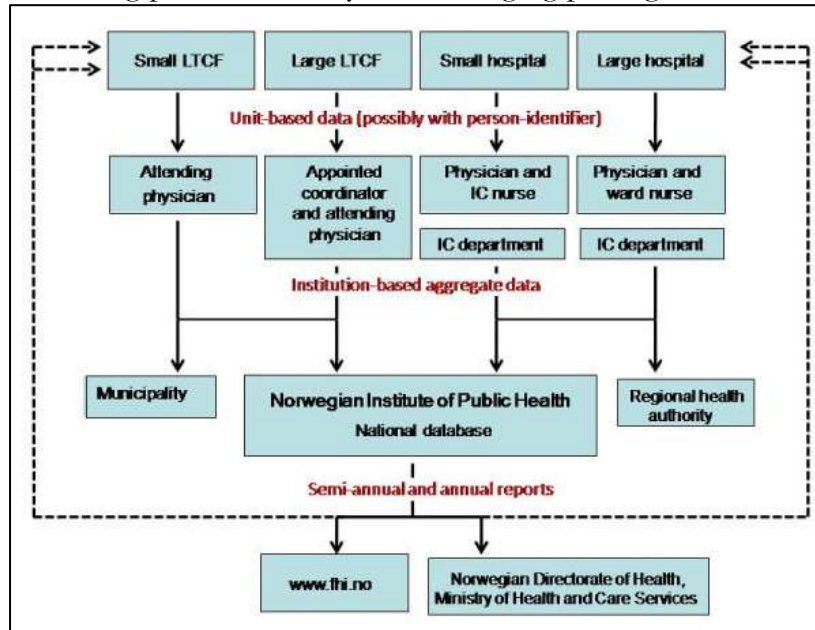 Small LTCF
Large LTCF
Small hospital
Large hospital
Unit-based data (possibly with person-identifier)
Attending
physician
Appointed
coordinator
and attending
physician
Physician and
IC nurse
Physician and
ward nurse
IC department
IC department
Institution-based aggregate data
Municipality
Norwegian Institute of Public Health
National database
Regional health
authority
Semi-annual and annual reports
www.fhi.no
Norwegian Directorate of Health,
Ministry of Health and Care Services